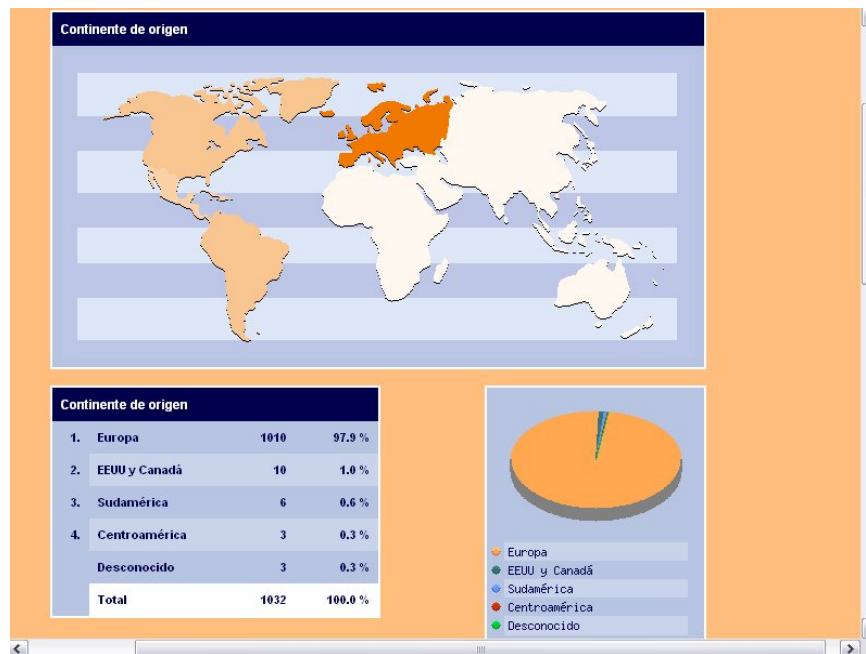 Continente de origen
Continente de origen
1. Europa 1010 97.9 %
2. EEUU y Canadá 10 1.0 %
3. Sudamérica 6 0.6 %
4. Centroamérica 3 0.3 %
Desconocido 3 0.3 %
Total 1032 100.0 %
Europa
EEUU y Canadá
Sudamérica
Centroamérica
Desconocido